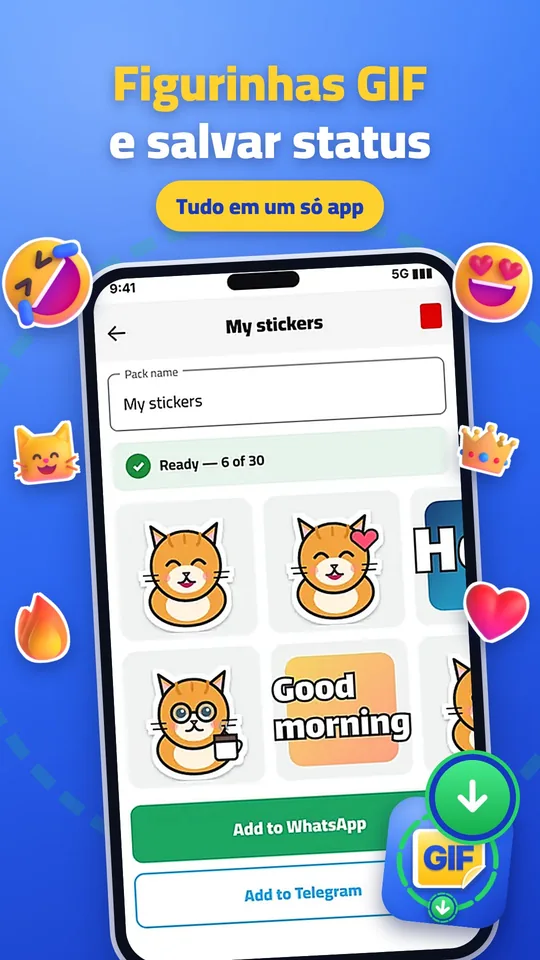 Figurinhas GIF
e salvar status
Tudo em um só app
9:41
5G
My stickers
Pack name
My stickers
Ready — 6 of 30
Good
morning
Add to WhatsApp
Add to Telegram
GIF